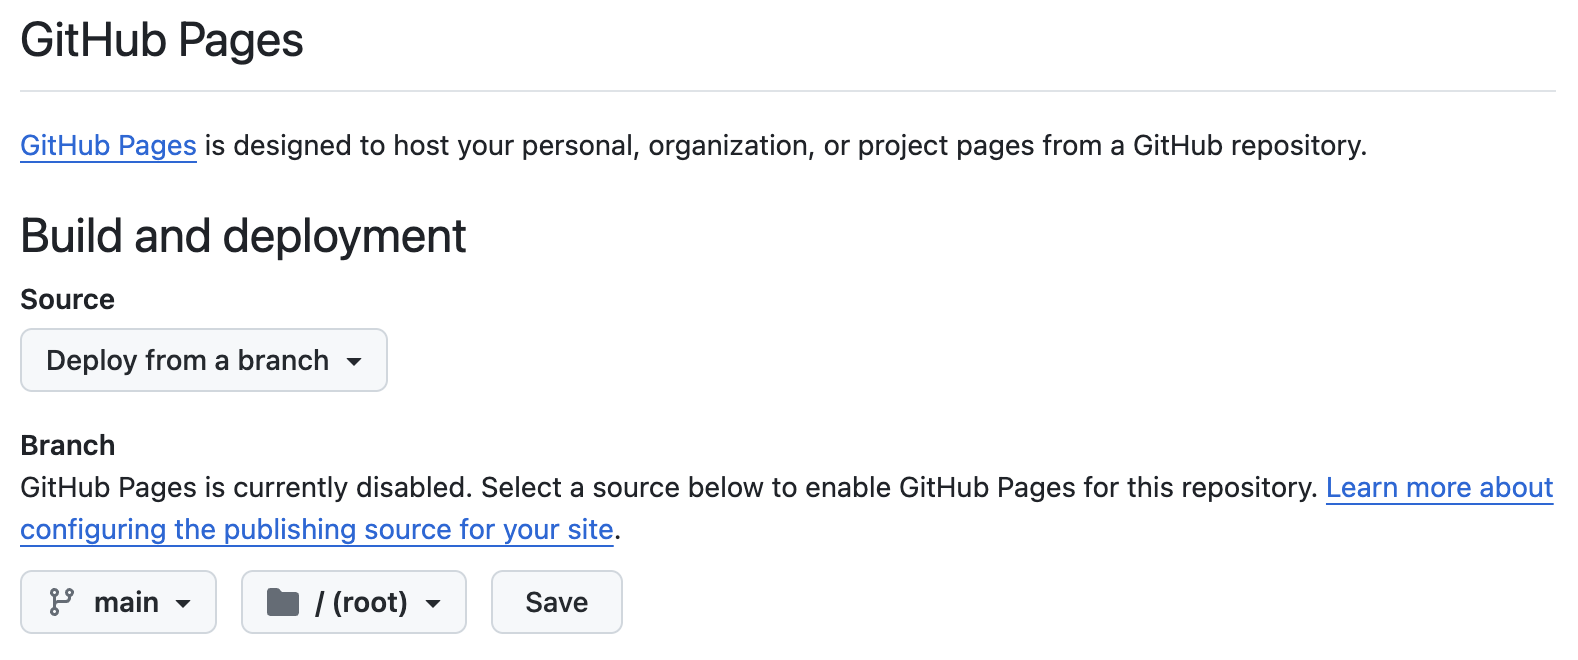 GitHub Pages
GitHub Pages is designed to host your personal, organization, or project pages from a GitHub repository.
Build and deployment
Source
Deploy from a branch
Branch
GitHub Pages is currently disabled. Select a source below to enable GitHub Pages for this repository. Learn more about
configuring the publishing source for your site.
main / (root) Save